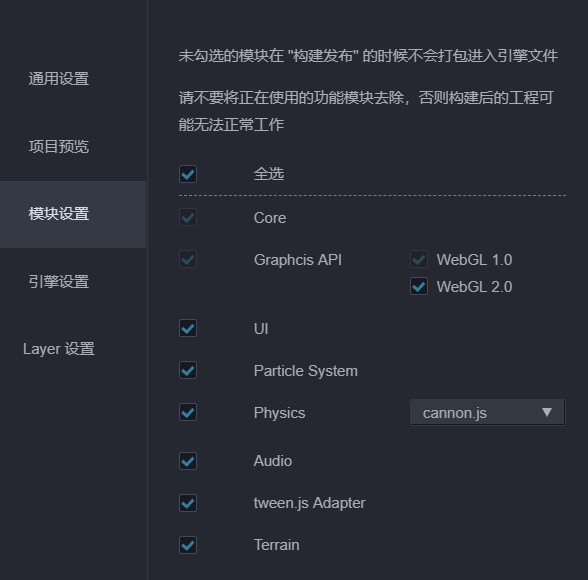 通用设置
项目预览
模块设置
引擎设置
Layer 设置
未勾选的模块在 "构建发布" 的时候不会打包进入引擎文件
请不要将正在使用的功能模块去除，否则构建后的工程可
能无法正常工作
全选
Core
Graphcis API
WebGL 1.0
WebGL 2.0
UI
Particle System
Physics
cannon.js
Audio
tween.js Adapter
Terrain